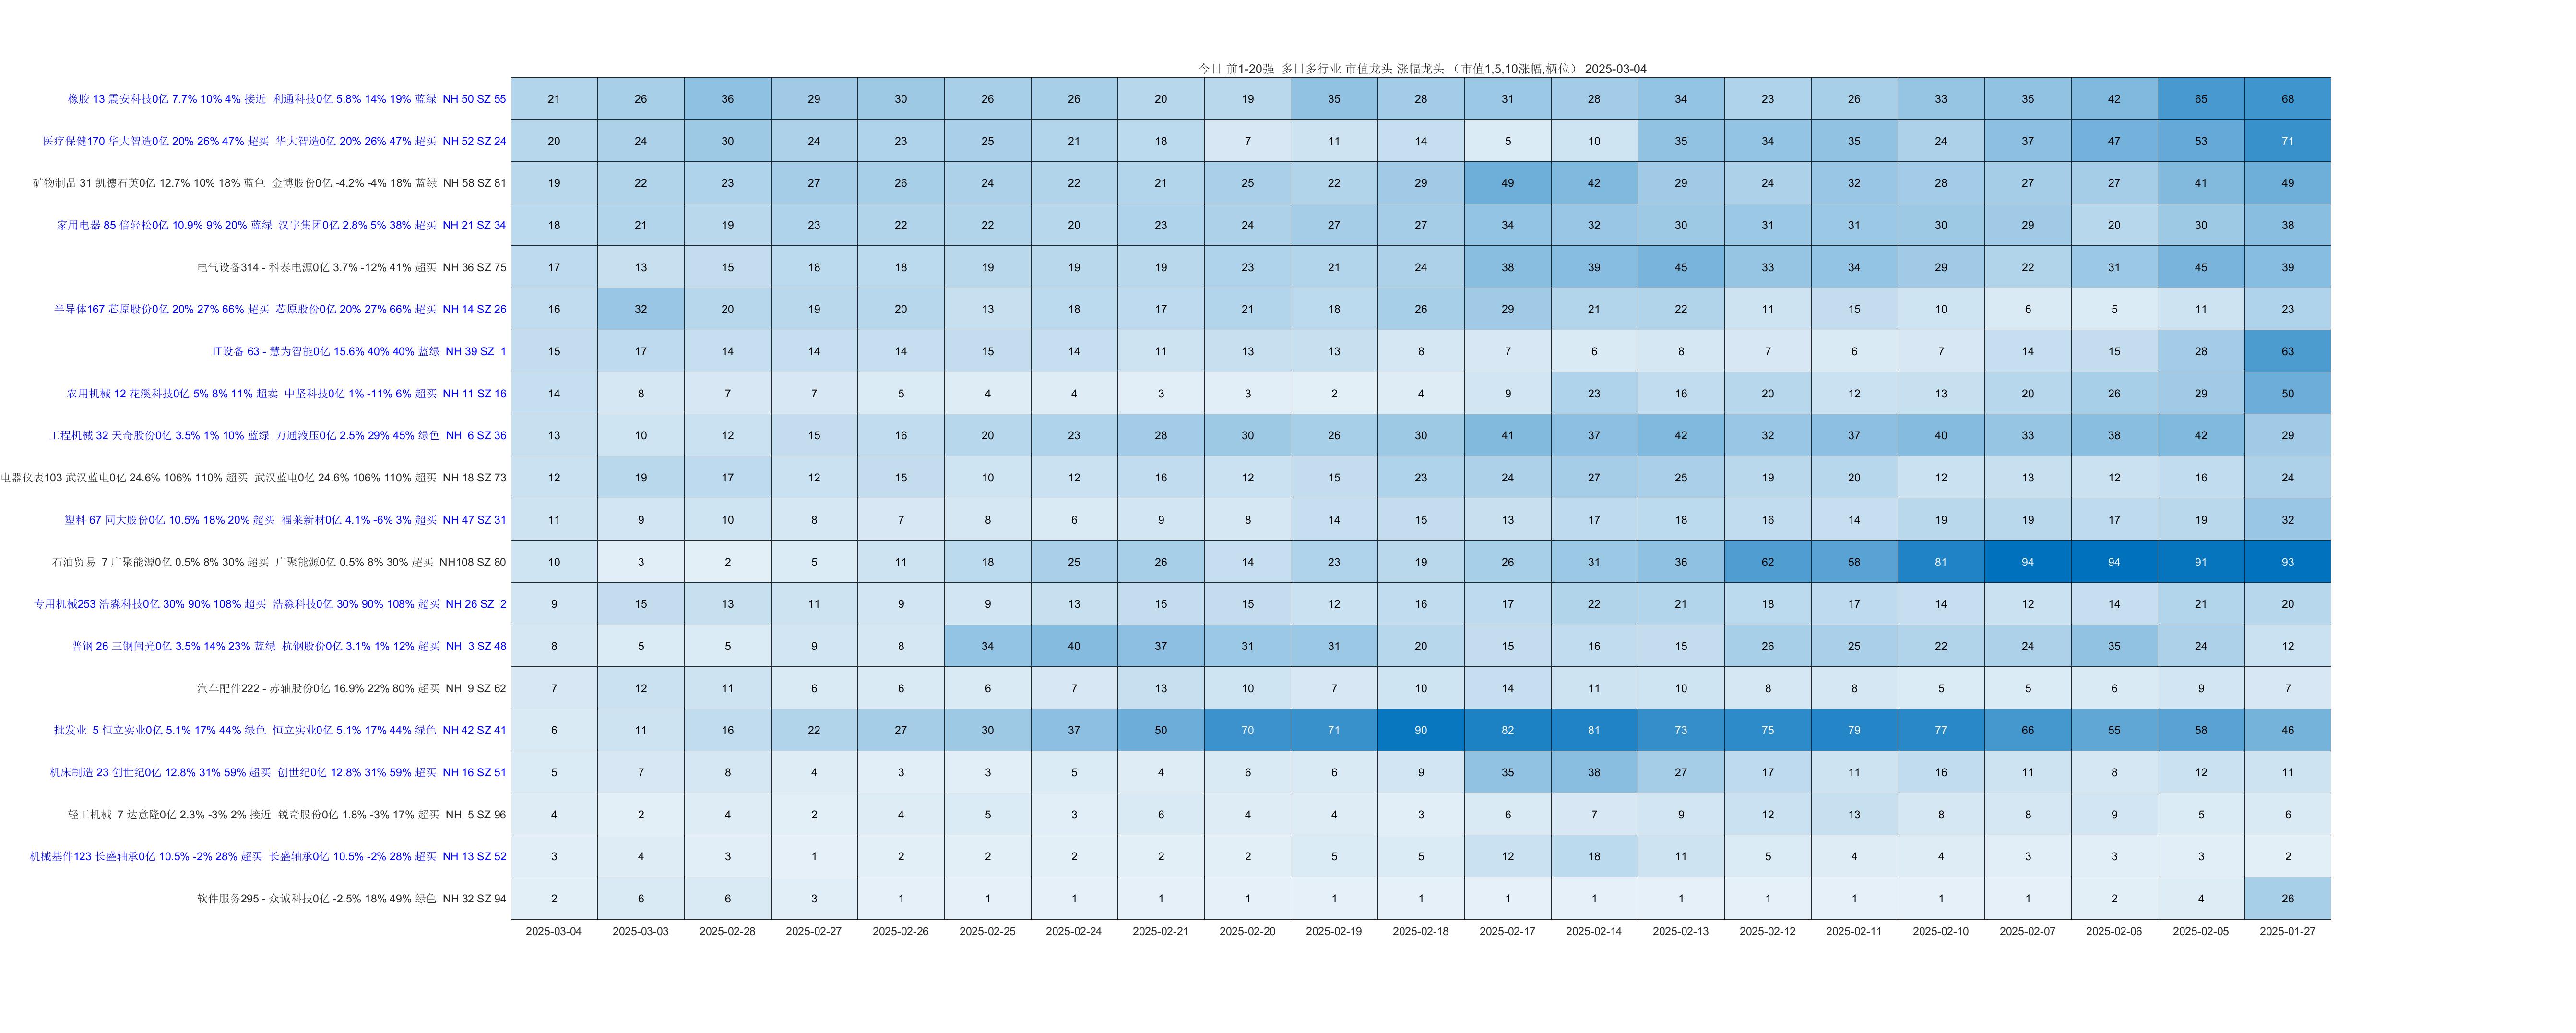 今日 前1-20强 多日多行业 市值龙头 涨幅龙头 （市值1,5,10涨幅,柄位） 2025-03-04
橡胶 13 震安科技0亿 7.7% 10% 4% 接近 利通科技0亿 5.8% 14% 19% 蓝绿 NH 50 SZ 55 21 26 36 29 30 26 26 20 19 35 28 31 28 34 23 26 33 35 42 65 68
医疗保健170 华大智造0亿 20% 26% 47% 超买 华大智造0亿 20% 26% 47% 超买 NH 52 SZ 24 20 24 30 24 23 25 21 18 7 11 14 5 10 35 34 35 24 37 47 53 71
矿物制品 31 凯德石英0亿 12.7% 10% 18% 蓝色 金博股份0亿 -4.2% -4% 18% 蓝绿 NH 58 SZ 81 19 22 23 27 26 24 22 21 25 22 29 49 42 29 24 32 28 27 27 41 49
家用电器 85 倍轻松0亿 10.9% 9% 20% 蓝绿 汉宇集团0亿 2.8% 5% 38% 超买 NH 21 SZ 34 18 21 19 23 22 22 20 23 24 27 27 34 32 30 31 31 30 29 20 30 38
电气设备314 - 科泰电源0亿 3.7% -12% 41% 超买 NH 36 SZ 75 17 13 15 18 18 19 19 19 23 21 24 38 39 45 33 34 29 22 31 45 39
半导体167 芯原股份0亿 20% 27% 66% 超买 芯原股份0亿 20% 27% 66% 超买 NH 14 SZ 26 16 32 20 19 20 13 18 17 21 18 26 29 21 22 11 15 10 6 5 11 23
IT设备 63 - 慧为智能0亿 15.6% 40% 40% 蓝绿 NH 39 SZ 1 15 17 14 14 14 15 14 11 13 13 8 7 6 8 7 6 7 14 15 28 63
农用机械 12 花溪科技0亿 5% 8% 11% 超卖 中坚科技0亿 1% -11% 6% 超买 NH 11 SZ 16 14 8 7 7 5 4 4 3 3 2 4 9 23 16 20 12 13 20 26 29 50
工程机械 32 天奇股份0亿 3.5% 1% 10% 蓝绿 万通液压0亿 2.5% 29% 45% 绿色 NH 6 SZ 36 13 10 12 15 16 20 23 28 30 26 30 41 37 42 32 37 40 33 38 42 29
电器仪表103 武汉蓝电0亿 24.6% 106% 110% 超买 武汉蓝电0亿 24.6% 106% 110% 超买 NH 18 SZ 73 12 19 17 12 15 10 12 16 12 15 23 24 27 25 19 20 12 13 12 16 24
塑料 67 同大股份0亿 10.5% 18% 20% 超买 福莱新材0亿 4.1% -6% 3% 超买 NH 47 SZ 31 11 9 10 8 7 8 6 9 8 14 15 13 17 18 16 14 19 19 17 19 32
石油贸易 7 广聚能源0亿 0.5% 8% 30% 超买 广聚能源0亿 0.5% 8% 30% 超买 NH108 SZ 80 10 3 2 5 11 18 25 26 14 23 19 26 31 36 62 58 81 94 94 91 93
专用机械253 浩淼科技0亿 30% 90% 108% 超买 浩淼科技0亿 30% 90% 108% 超买 NH 26 SZ 2 9 15 13 11 9 9 13 15 15 12 16 17 22 21 18 17 14 12 14 21 20
普钢 26 三钢闽光0亿 3.5% 14% 23% 蓝绿 杭钢股份0亿 3.1% 1% 12% 超买 NH 3 SZ 48 8 5 5 9 8 34 40 37 31 31 20 15 16 15 26 25 22 24 35 24 12
汽车配件222 - 苏轴股份0亿 16.9% 22% 80% 超买 NH 9 SZ 62 7 12 11 6 6 6 7 13 10 7 10 14 11 10 8 8 5 5 6 9 7
批发业 5 恒立实业0亿 5.1% 17% 44% 绿色 恒立实业0亿 5.1% 17% 44% 绿色 NH 42 SZ 41 6 11 16 22 27 30 37 50 70 71 90 82 81 73 75 79 77 66 55 58 46
机床制造 23 创世纪0亿 12.8% 31% 59% 超买 创世纪0亿 12.8% 31% 59% 超买 NH 16 SZ 51 5 7 8 4 3 3 5 4 6 6 9 35 38 27 17 11 16 11 8 12 11
轻工机械 7 达意隆0亿 2.3% -3% 2% 接近 锐奇股份0亿 1.8% -3% 17% 超买 NH 5 SZ 96 4 2 4 2 4 5 3 6 4 4 3 6 7 9 12 13 8 8 9 5 6
机械基件123 长盛轴承0亿 10.5% -2% 28% 超买 长盛轴承0亿 10.5% -2% 28% 超买 NH 13 SZ 52 3 4 3 1 2 2 2 2 2 5 5 12 18 11 5 4 4 3 3 3 2
软件服务295 - 众诚科技0亿 -2.5% 18% 49% 绿色 NH 32 SZ 94 2 6 6 3 1 1 1 1 1 1 1 1 1 1 1 1 1 1 2 4 26
2025-03-04 2025-03-03 2025-02-28 2025-02-27 2025-02-26 2025-02-25 2025-02-24 2025-02-21 2025-02-20 2025-02-19 2025-02-18 2025-02-17 2025-02-14 2025-02-13 2025-02-12 2025-02-11 2025-02-10 2025-02-07 2025-02-06 2025-02-05 2025-01-27